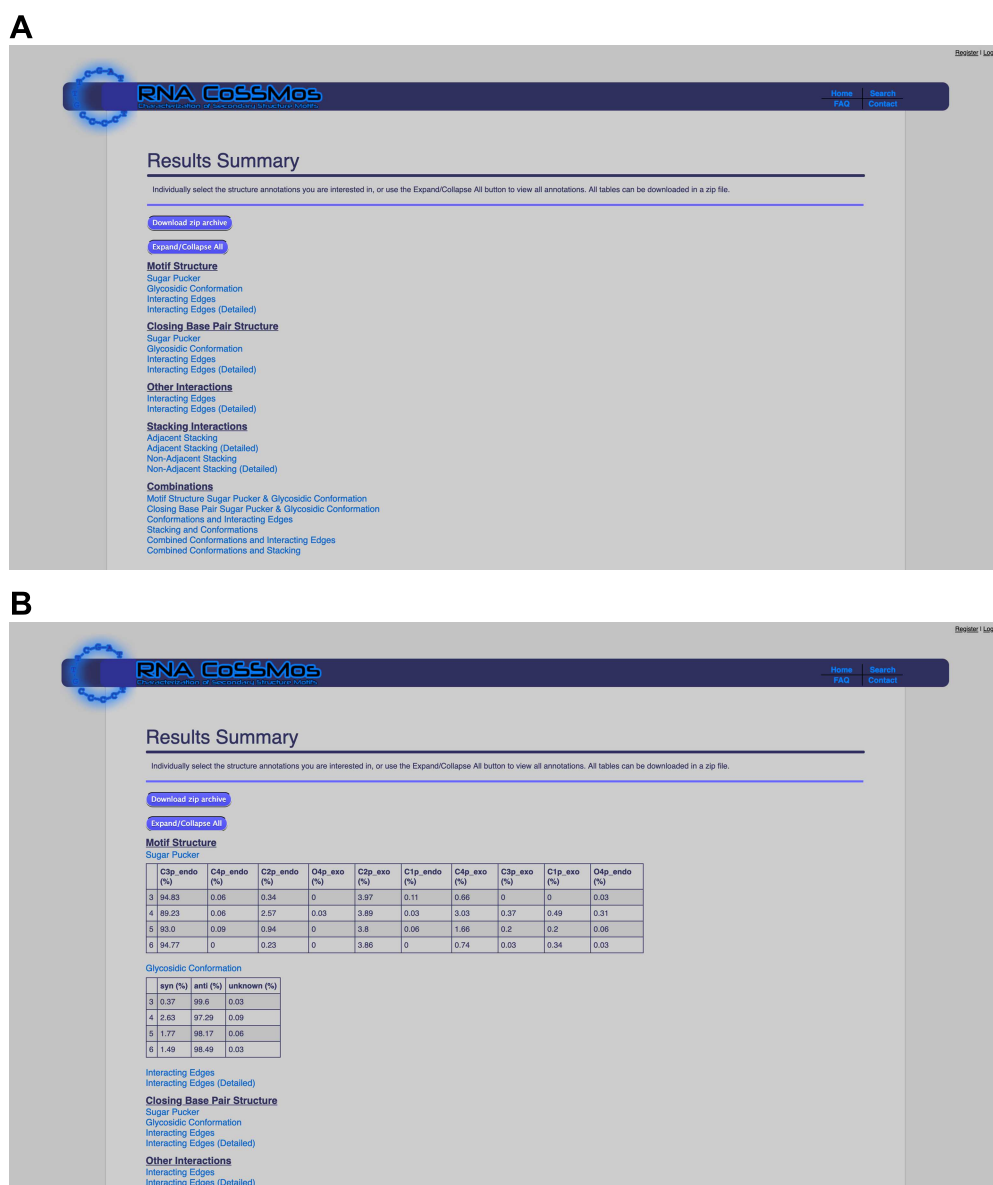 A
Register | Log
RNA CoSSMos
Characterization of Secondary Structure Motifs
Home Search
FAQ Contact
Results Summary
Individually select the structure annotations you are interested in, or use the Expand/Collapse All button to view all annotations. All tables can be downloaded in a zip file.
Download zip archive
Expand/Collapse All
Motif Structure
Sugar Pucker
Glycosidic Conformation
Interacting Edges
Interacting Edges (Detailed)
Closing Base Pair Structure
Sugar Pucker
Glycosidic Conformation
Interacting Edges
Interacting Edges (Detailed)
Other Interactions
Interacting Edges
Interacting Edges (Detailed)
Stacking Interactions
Adjacent Stacking
Adjacent Stacking (Detailed)
Non-Adjacent Stacking
Non-Adjacent Stacking (Detailed)
Combinations
Motif Structure Sugar Pucker & Glycosidic Conformation
Closing Base Pair Sugar Pucker & Glycosidic Conformation
Conformations and Interacting Edges
Stacking and Conformations
Combined Conformations and Interacting Edges
Combined Conformations and Stacking
B
Register | Log
RNA CoSSMos
Characterization of Secondary Structure Motifs
Home Search
FAQ Contact
Results Summary
Individually select the structure annotations you are interested in, or use the Expand/Collapse All button to view all annotations. All tables can be downloaded in a zip file.
Download zip archive
Expand/Collapse All
Motif Structure
Sugar Pucker
C3p_endo (%) C4p_endo (%) C2p_endo (%) O4p_exo (%) C2p_exo (%) C1p_endo (%) C4p_exo (%) C3p_exo (%) C1p_exo (%) O4p_endo (%)
3 94.83 0.06 0.34 0 3.97 0.11 0.66 0 0 0.03
4 89.23 0.06 2.57 0.03 3.89 0.03 3.03 0.37 0.49 0.31
5 93.0 0.09 0.94 0 3.8 0.06 1.66 0.2 0.2 0.06
6 94.77 0 0.23 0 3.86 0 0.74 0.03 0.34 0.03
Glycosidic Conformation
syn (%) anti (%) unknown (%)
3 0.37 99.6 0.03
4 2.63 97.29 0.09
5 1.77 98.17 0.06
6 1.49 98.49 0.03
Interacting Edges
Interacting Edges (Detailed)
Closing Base Pair Structure
Sugar Pucker
Glycosidic Conformation
Interacting Edges
Interacting Edges (Detailed)
Other Interactions
Interacting Edges
Interacting Edges (Detailed)